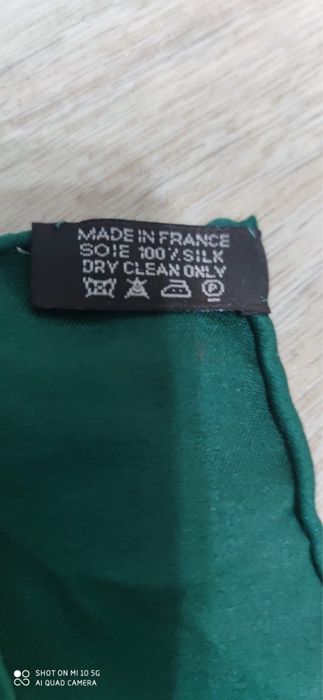 MADE IN FRANCE
SOIE 100% SILK
DRY CLEAN ONLY
P
SHOT ON MI 10 5G
AI QUAD CAMERA